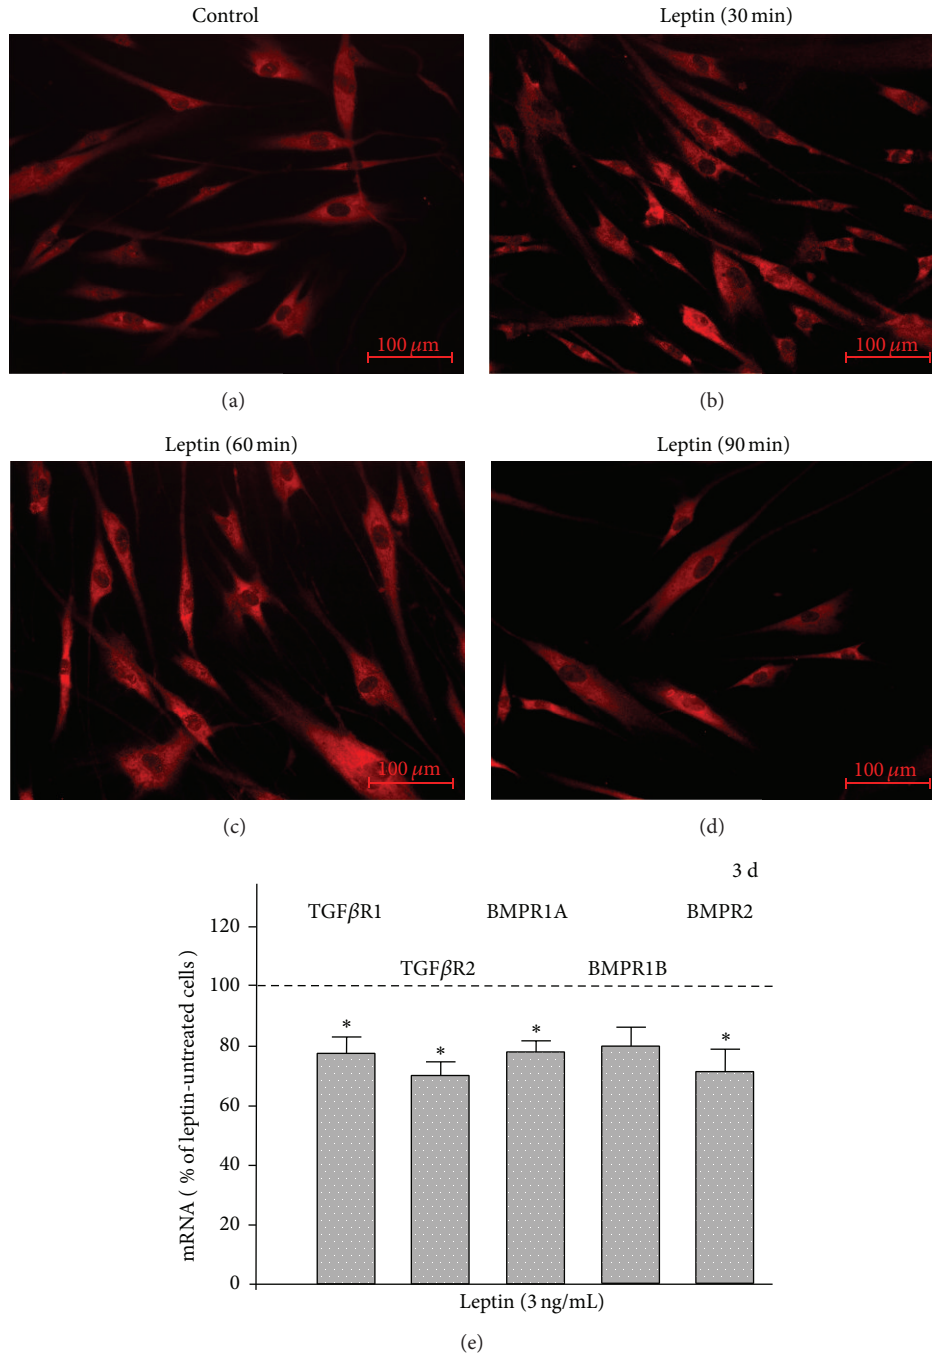 Control
Leptin (30 min)
100 μm
100 μm
(a)
(b)
Leptin (60 min)
Leptin (90 min)
100 μm
100 μm
(c)
(d)
3 d
TGFβR1
BMPR1A
BMPR2
TGFβR2
BMPR1B
120
100
80
60
40
20
0
mRNA ( % of leptin-untreated cells )
*
*
*
*
Leptin (3 ng/mL)
(e)